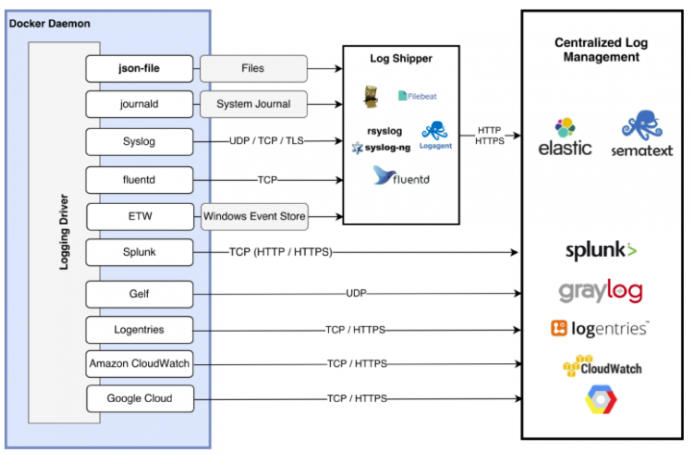 Docker Daemon
Logging Driver
json-file
Files
journald
System Journal
Syslog
UDP / TCP / TLS
fluentd
TCP
ETW
Windows Event Store
Splunk
TCP (HTTP / HTTPS)
Gelf
UDP
Logentries
TCP / HTTPS
Amazon CloudWatch
TCP / HTTPS
Google Cloud
TCP / HTTPS
Log Shipper
Filebeat
rsyslog
syslog-ng
Logagent
fluentd
HTTP
HTTPS
Centralized Log
Management
elastic
sematext
splunk>
graylog
logentries™
CloudWatch